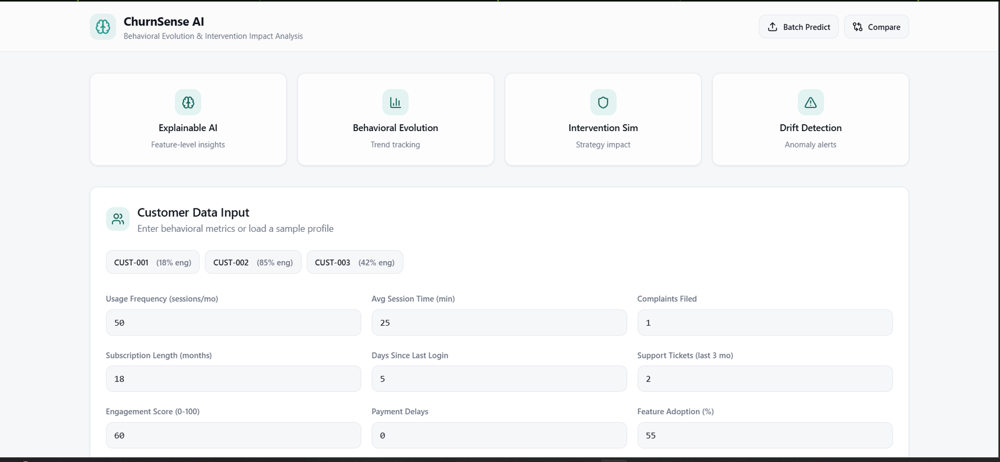 ChurnSense AI
Behavioral Evolution & Intervention Impact Analysis
Batch Predict
Compare
Explainable AI
Feature-level insights
Behavioral Evolution
Trend tracking
Intervention Sim
Strategy impact
Drift Detection
Anomaly alerts
Customer Data Input
Enter behavioral metrics or load a sample profile
CUST-001 (18% eng)
CUST-002 (85% eng)
CUST-003 (42% eng)
Usage Frequency (sessions/mo)
50
Avg Session Time (min)
25
Complaints Filed
1
Subscription Length (months)
18
Days Since Last Login
5
Support Tickets (last 3 mo)
2
Engagement Score (0-100)
60
Payment Delays
0
Feature Adoption (%)
55